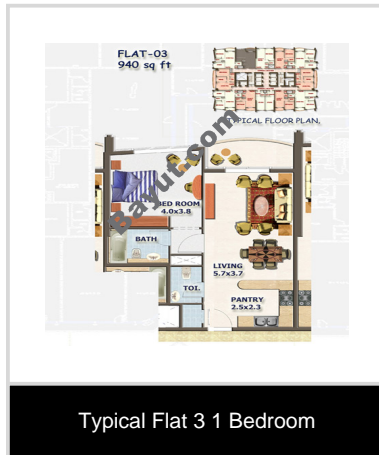 FLAT-03
940 sq ft
TYPICAL FLOOR PLAN.
Bayut.com
BED ROOM
4.0x3.8
BATH
LIVING
5.7x3.7
TOI.
PANTRY
2.5x2.3
Typical Flat 3 1 Bedroom